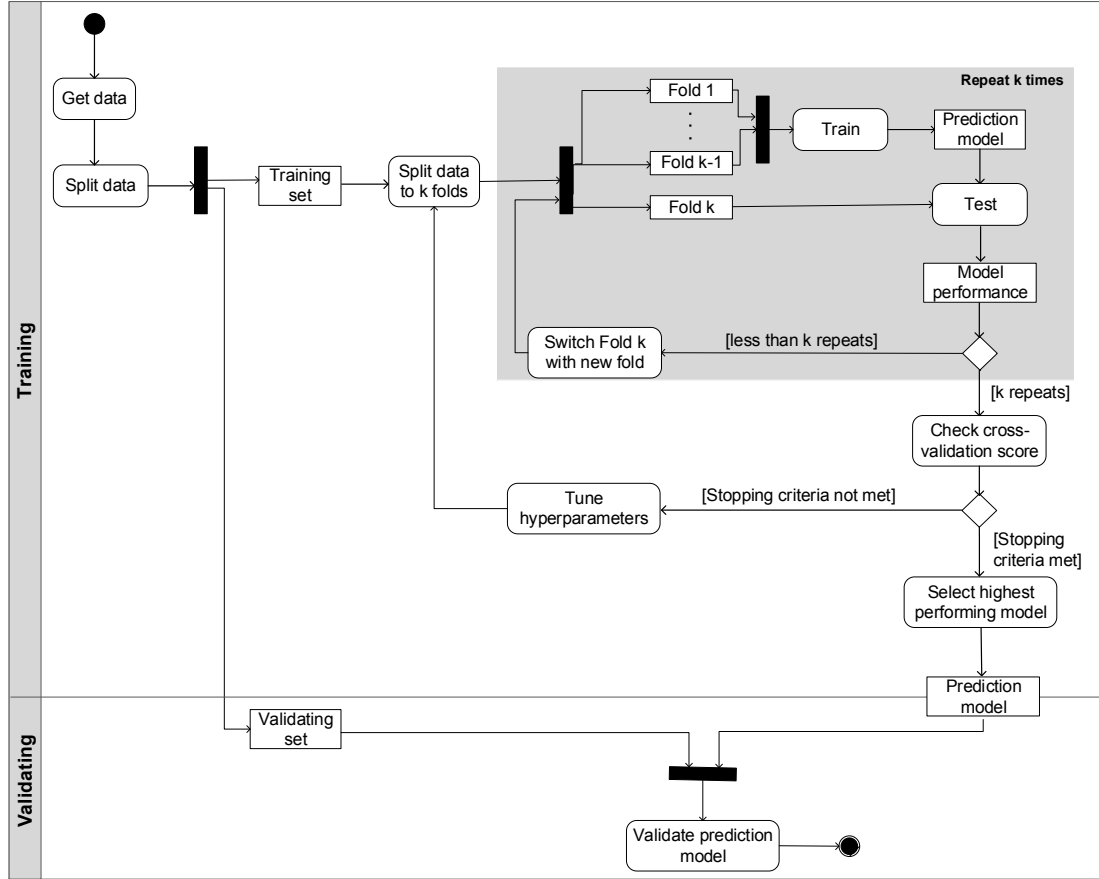 Training
Get data
Split data
Training
set
Split data
to k folds
Repeat k times
Fold 1
Fold k-1
Fold k
Train
Prediction
model
Test
Model
performance
[less than k repeats]
Switch Fold k
with new fold
[k repeats]
Check cross-
validation score
[Stopping criteria not met]
Tune
hyperparameters
[Stopping
criteria met]
Select highest
performing model
Prediction
model
Validating
Validating
set
Validate prediction
model